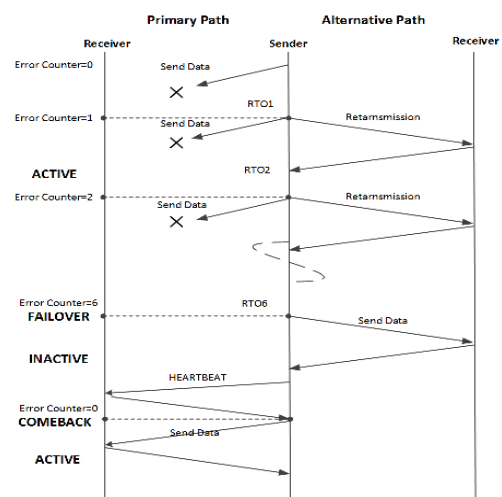 Primary Path Alternative Path
Receiver Sender Receiver
Error Counter=0 Send Data
RTO1
Error Counter=1 Send Data Retarnsmission
ACTIVE RTO2
Error Counter=2 Send Data Retarnsmission
Error Counter=6 RTO6
FAILOVER Send Data
INACTIVE
HEARTBEAT
Error Counter=0
COMEBACK
Send Data
ACTIVE